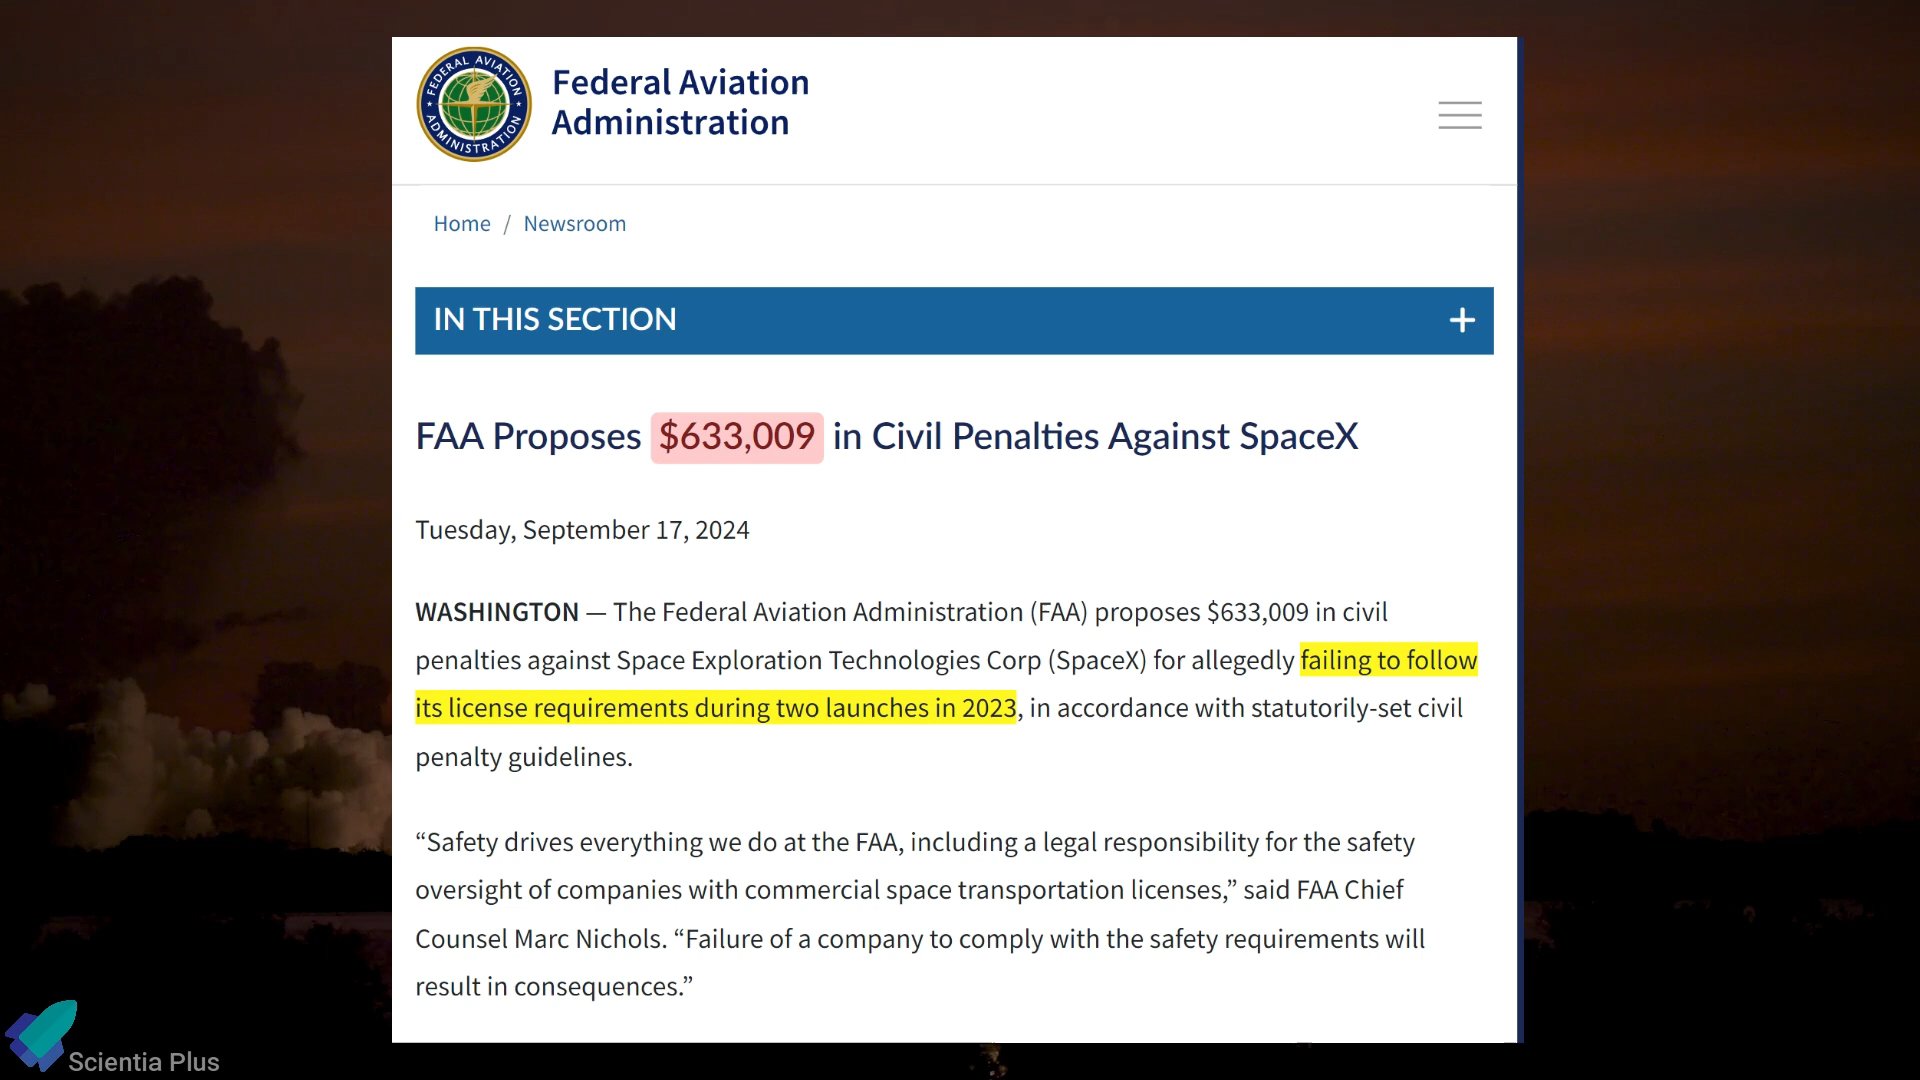 FEDERAL AVIATION
ADMINISTRATION
Federal Aviation
Administration
Home / Newsroom
IN THIS SECTION +
FAA Proposes $633,009 in Civil Penalties Against SpaceX
Tuesday, September 17, 2024
WASHINGTON — The Federal Aviation Administration (FAA) proposes $633,009 in civil
penalties against Space Exploration Technologies Corp (SpaceX) for allegedly failing to follow
its license requirements during two launches in 2023, in accordance with statutorily-set civil
penalty guidelines.
“Safety drives everything we do at the FAA, including a legal responsibility for the safety
oversight of companies with commercial space transportation licenses,” said FAA Chief
Counsel Marc Nichols. “Failure of a company to comply with the safety requirements will
result in consequences.”
Scientia Plus